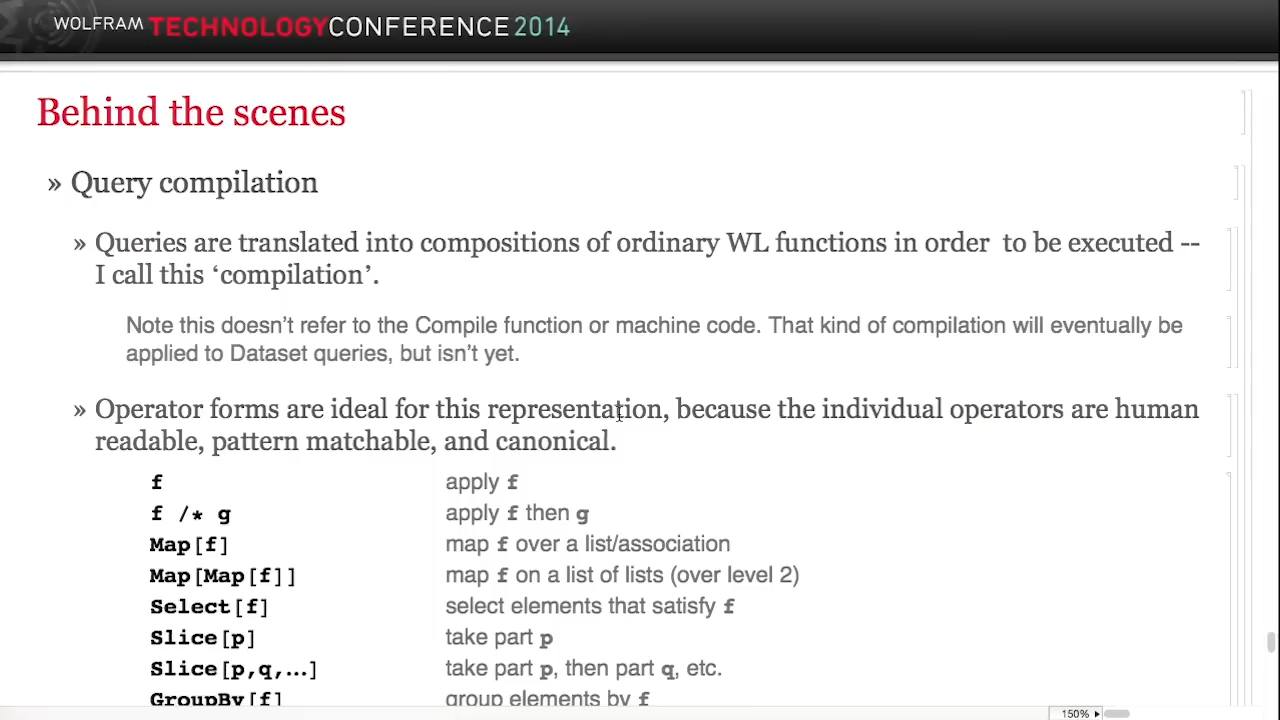 WOLFRAM TECHNOLOGYCONFERENCE 2014
Behind the scenes
» Query compilation
» Queries are translated into compositions of ordinary WL functions in order  to be executed --
I call this ‘compilation’.
Note this doesn’t refer to the Compile function or machine code. That kind of compilation will eventually be
applied to Dataset queries, but isn’t yet.
» Operator forms are ideal for this representation, because the individual operators are human
readable, pattern matchable, and canonical.
f apply f
f /* g apply f then g
Map[f] map f over a list/association
Map[Map[f]] map f on a list of lists (over level 2)
Select[f] select elements that satisfy f
Slice[p] take part p
Slice[p,q,…] take part p, then part q, etc.
GroupBy[f] group elements by f
150%